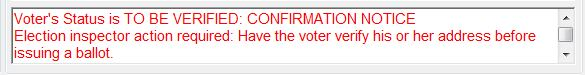 Voter's Status is TO BE VERIFIED: CONFIRMATION NOTICE
Election inspector action required: Have the voter verify his or her address before
issuing a ballot.